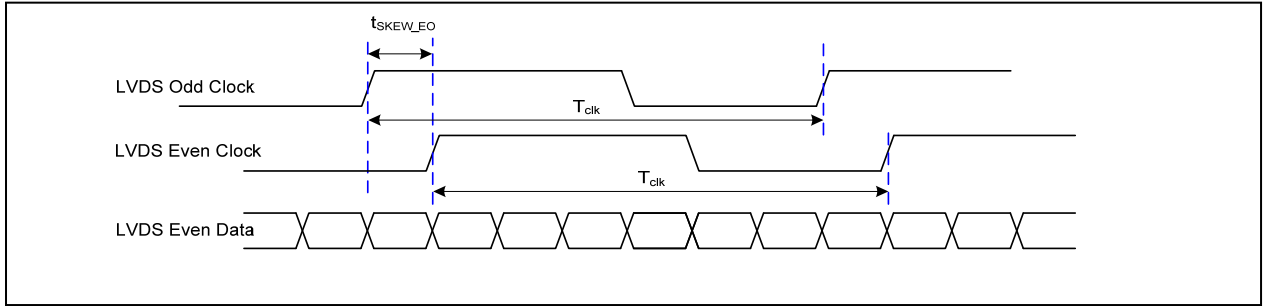 tSKEW_EO
LVDS Odd Clock
Tclk
LVDS Even Clock
Tclk
LVDS Even Data